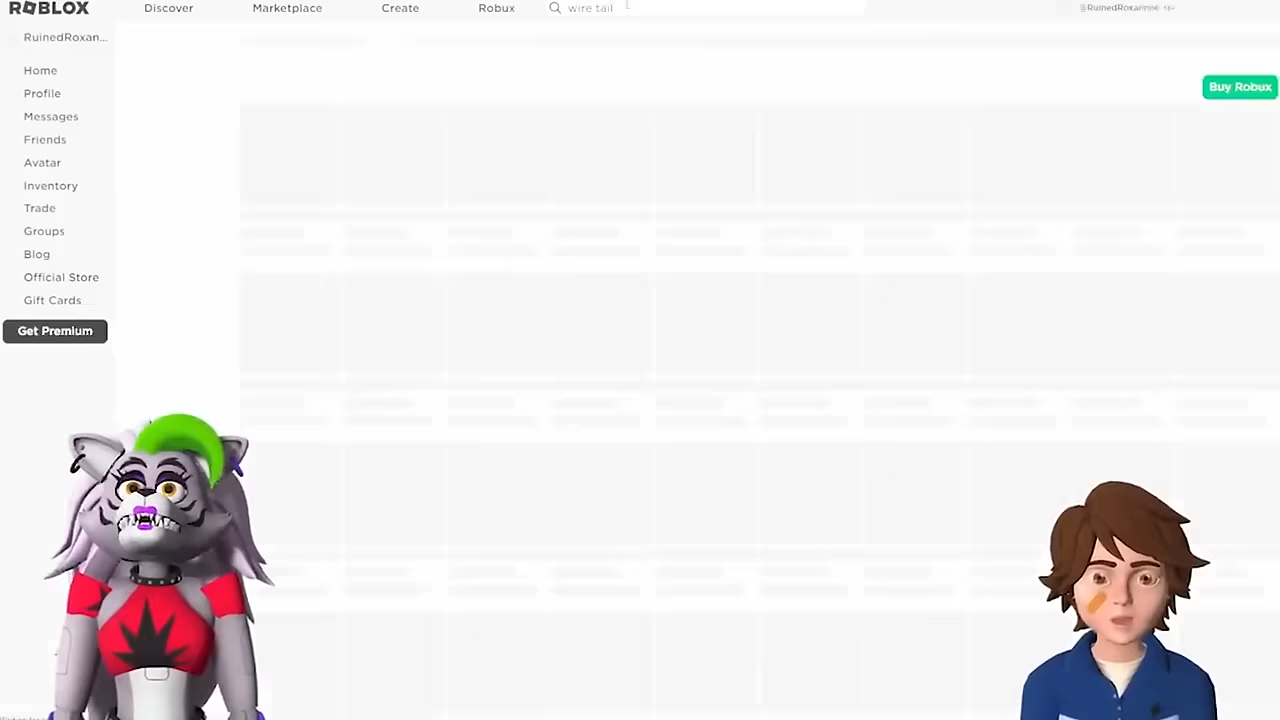 ROBLOX
Discover
Marketplace
Create
Robux
wire tail
RuinedRoxan...
Home
Profile
Messages
Friends
Avatar
Inventory
Trade
Groups
Blog
Official Store
Gift Cards
Get Premium
Buy Robux